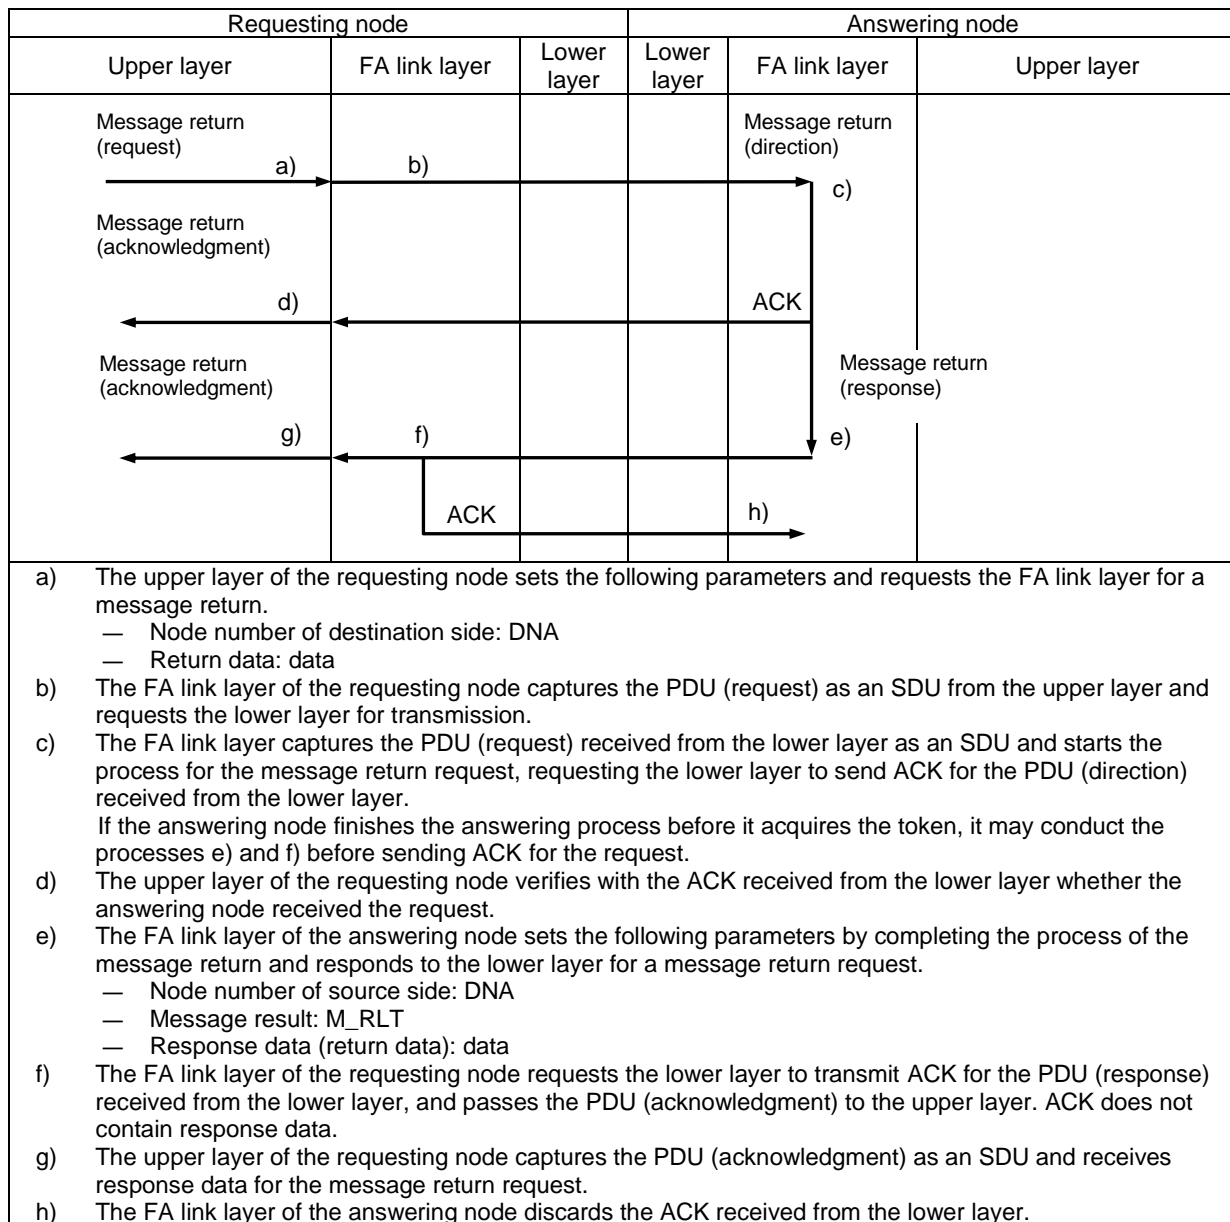 Requesting node
Answering node
Upper layer
FA link layer
Lower
layer
Lower
layer
FA link layer
Upper layer
Message return
(request)
a)
b)
Message return
(direction)
c)
Message return
(acknowledgment)
d)
ACK
Message return
(acknowledgment)
Message return
(response)
g)
f)
e)
ACK
h)
a) The upper layer of the requesting node sets the following parameters and requests the FA link layer for a
message return.
— Node number of destination side: DNA
— Return data: data
b) The FA link layer of the requesting node captures the PDU (request) as an SDU from the upper layer and
requests the lower layer for transmission.
c) The FA link layer captures the PDU (request) received from the lower layer as an SDU and starts the
process for the message return request, requesting the lower layer to send ACK for the PDU (direction)
received from the lower layer.
If the answering node finishes the answering process before it acquires the token, it may conduct the
processes e) and f) before sending ACK for the request.
d) The upper layer of the requesting node verifies with the ACK received from the lower layer whether the
answering node received the request.
e) The FA link layer of the answering node sets the following parameters by completing the process of the
message return and responds to the lower layer for a message return request.
— Node number of source side: DNA
— Message result: M_RLT
— Response data (return data): data
f) The FA link layer of the requesting node requests the lower layer to transmit ACK for the PDU (response)
received from the lower layer, and passes the PDU (acknowledgment) to the upper layer. ACK does not
contain response data.
g) The upper layer of the requesting node captures the PDU (acknowledgment) as an SDU and receives
response data for the message return request.
h) The FA link layer of the answering node discards the ACK received from the lower layer.